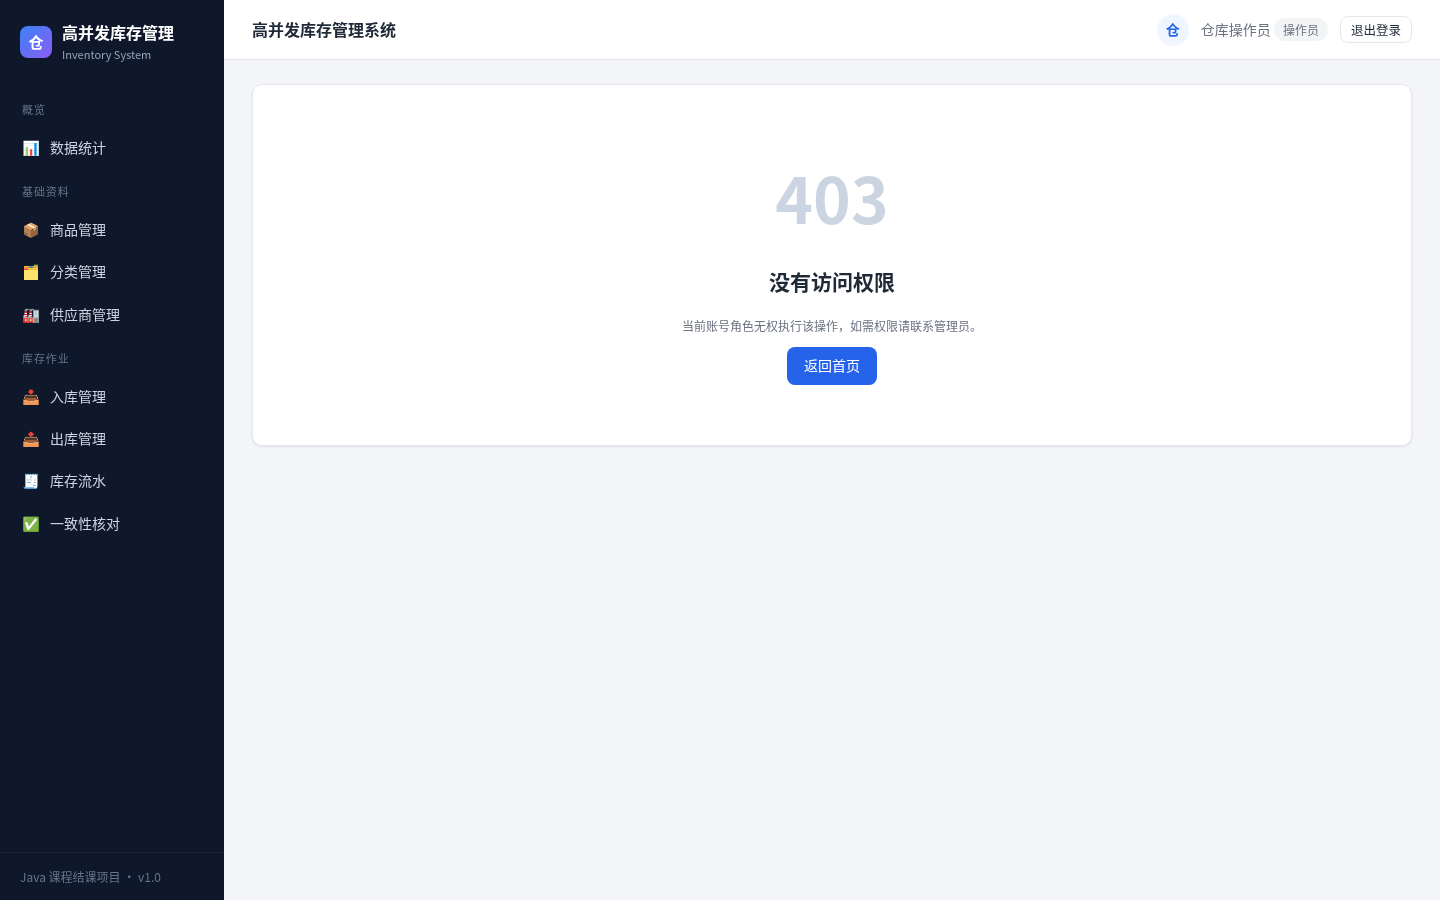 仓
高并发库存管理
Inventory System
概览
数据统计
基础资料
商品管理
分类管理
供应商管理
库存作业
入库管理
出库管理
库存流水
一致性核对
Java 课程结课项目 · v1.0
高并发库存管理系统
仓 仓库操作员 操作员 退出登录
403
没有访问权限
当前账号角色无权执行该操作，如需权限请联系管理员。
返回首页